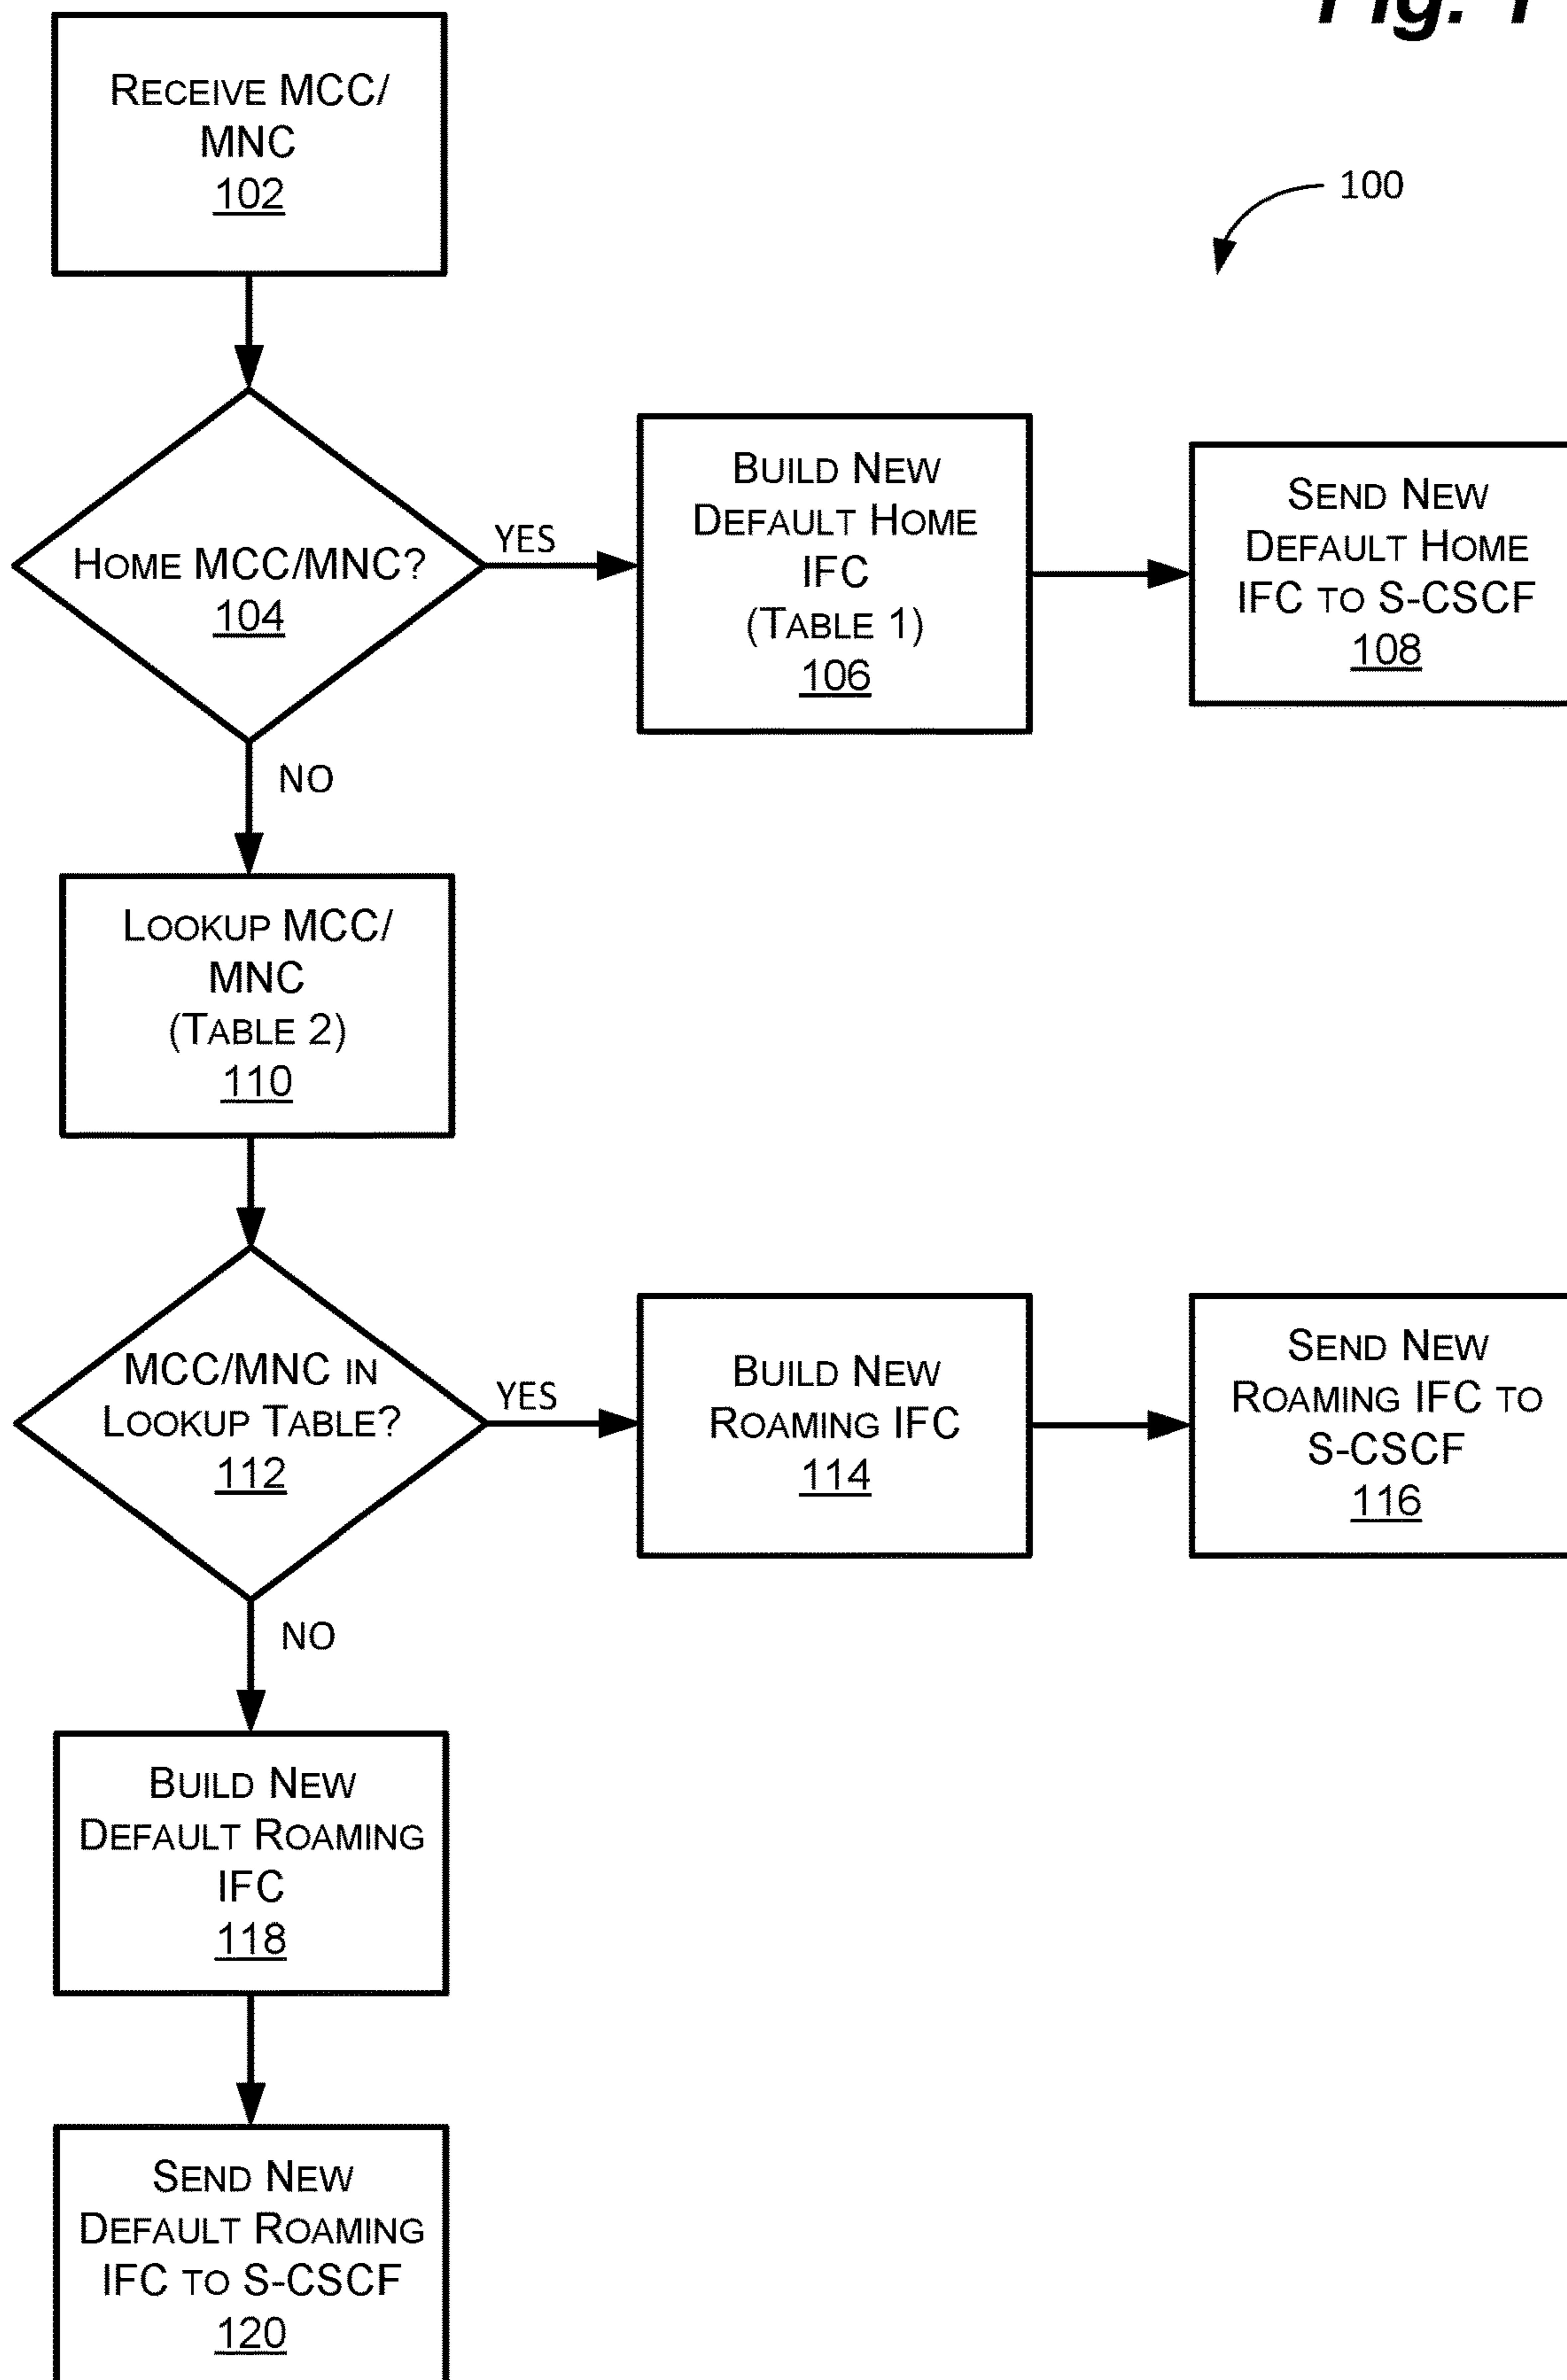 Fig. 1
RECEIVE MCC/
MNC
102
100
HOME MCC/MNC?
104
YES
BUILD NEW
DEFAULT HOME
IFC
(TABLE 1)
106
SEND NEW
DEFAULT HOME
IFC TO S-CSCF
108
NO
LOOKUP MCC/
MNC
(TABLE 2)
110
MCC/MNC IN
LOOKUP TABLE?
112
YES
BUILD NEW
ROAMING IFC
114
SEND NEW
ROAMING IFC TO
S-CSCF
116
NO
BUILD NEW
DEFAULT ROAMING
IFC
118
SEND NEW
DEFAULT ROAMING
IFC TO S-CSCF
120